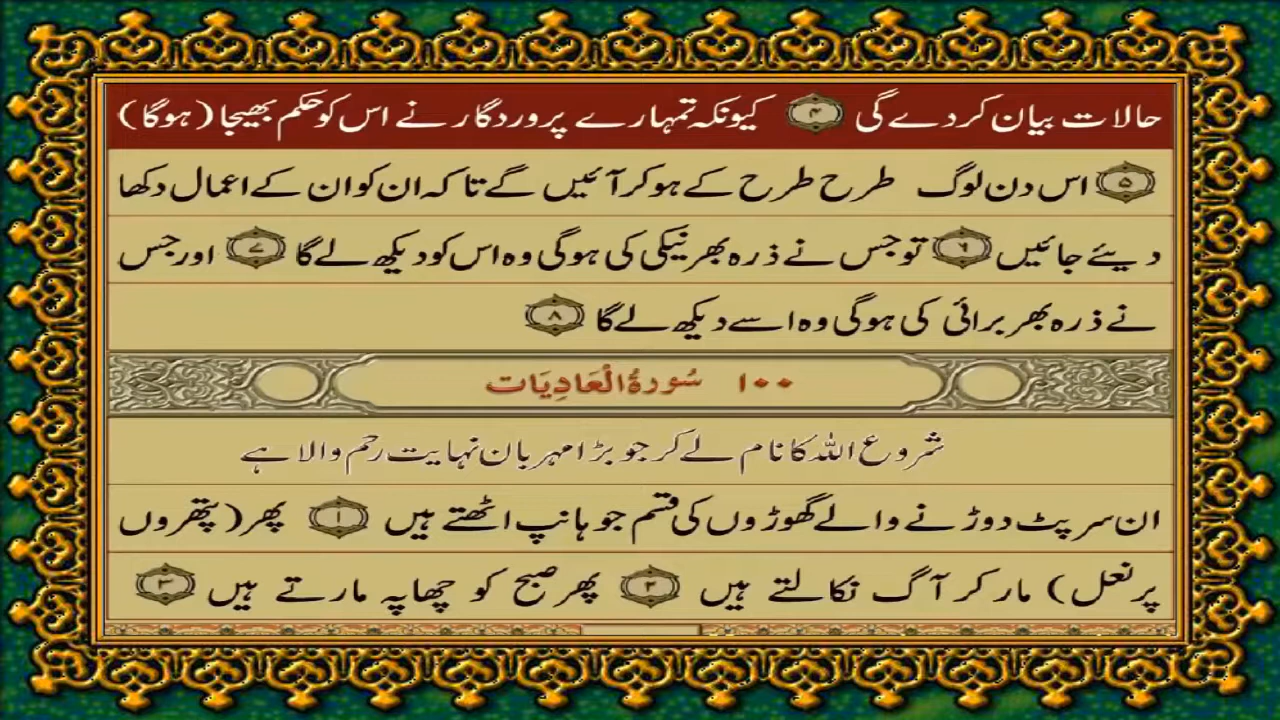 حالات بیان کر دے گی ۴ کیونکہ تمہارے پروردگار نے اس کو حکم بھیجا (ہوگا)
۵ اس دن لوگ طرح طرح کے ہو کر آئیں گے تاکہ ان کو ان کے اعمال دکھا
دیئے جائیں ۶ تو جس نے ذرہ بھر نیکی کی ہوگی وہ اس کو دیکھ لے گا ۷ اور جس
نے ذرہ بھر برائی کی ہوگی وہ اسے دیکھ لے گا ۸
۱۰۰ سُورۃُ الْعَادِیَات
شروع اللہ کا نام لے کر جو بڑا مہربان نہایت رحم والا ہے
ان سرپٹ دوڑنے والے گھوڑوں کی قسم جو ہانپ اٹھتے ہیں ۱ پھر (پتھروں
پر نعل) مار کر آگ نکالتے ہیں ۲ پھر صبح کو چھاپہ مارتے ہیں ۳